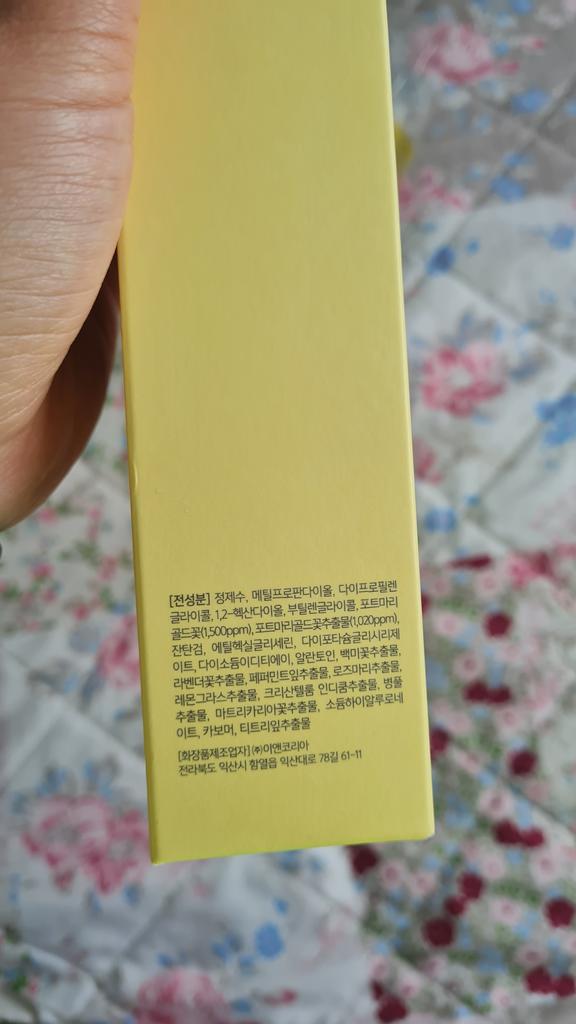 [전성분] 정제수, 메틸프로판다이올, 다이프로필렌
글라이콜, 1,2-헥산다이올, 부틸렌글라이콜, 포트마리
골드꽃(1,500ppm), 포트마리골드꽃추출물(1,020ppm),
잔탄검, 에틸헥실글리세린, 다이포타슘글리시리제
이트, 다이소듐이디티에이, 알란토인, 백미꽃추출물,
라벤더꽃추출물, 페퍼민트잎추출물, 로즈마리추출물,
레몬그라스추출물, 크리산텔룸 인디쿰추출물, 병풀
추출물, 마트리카리아꽃추출물, 소듐하이알루로네
이트, 카보머, 티트리잎추출물
[화장품제조업자] ㈜이앤코리아
전라북도 익산시 함열읍 익산대로 78길 61-11